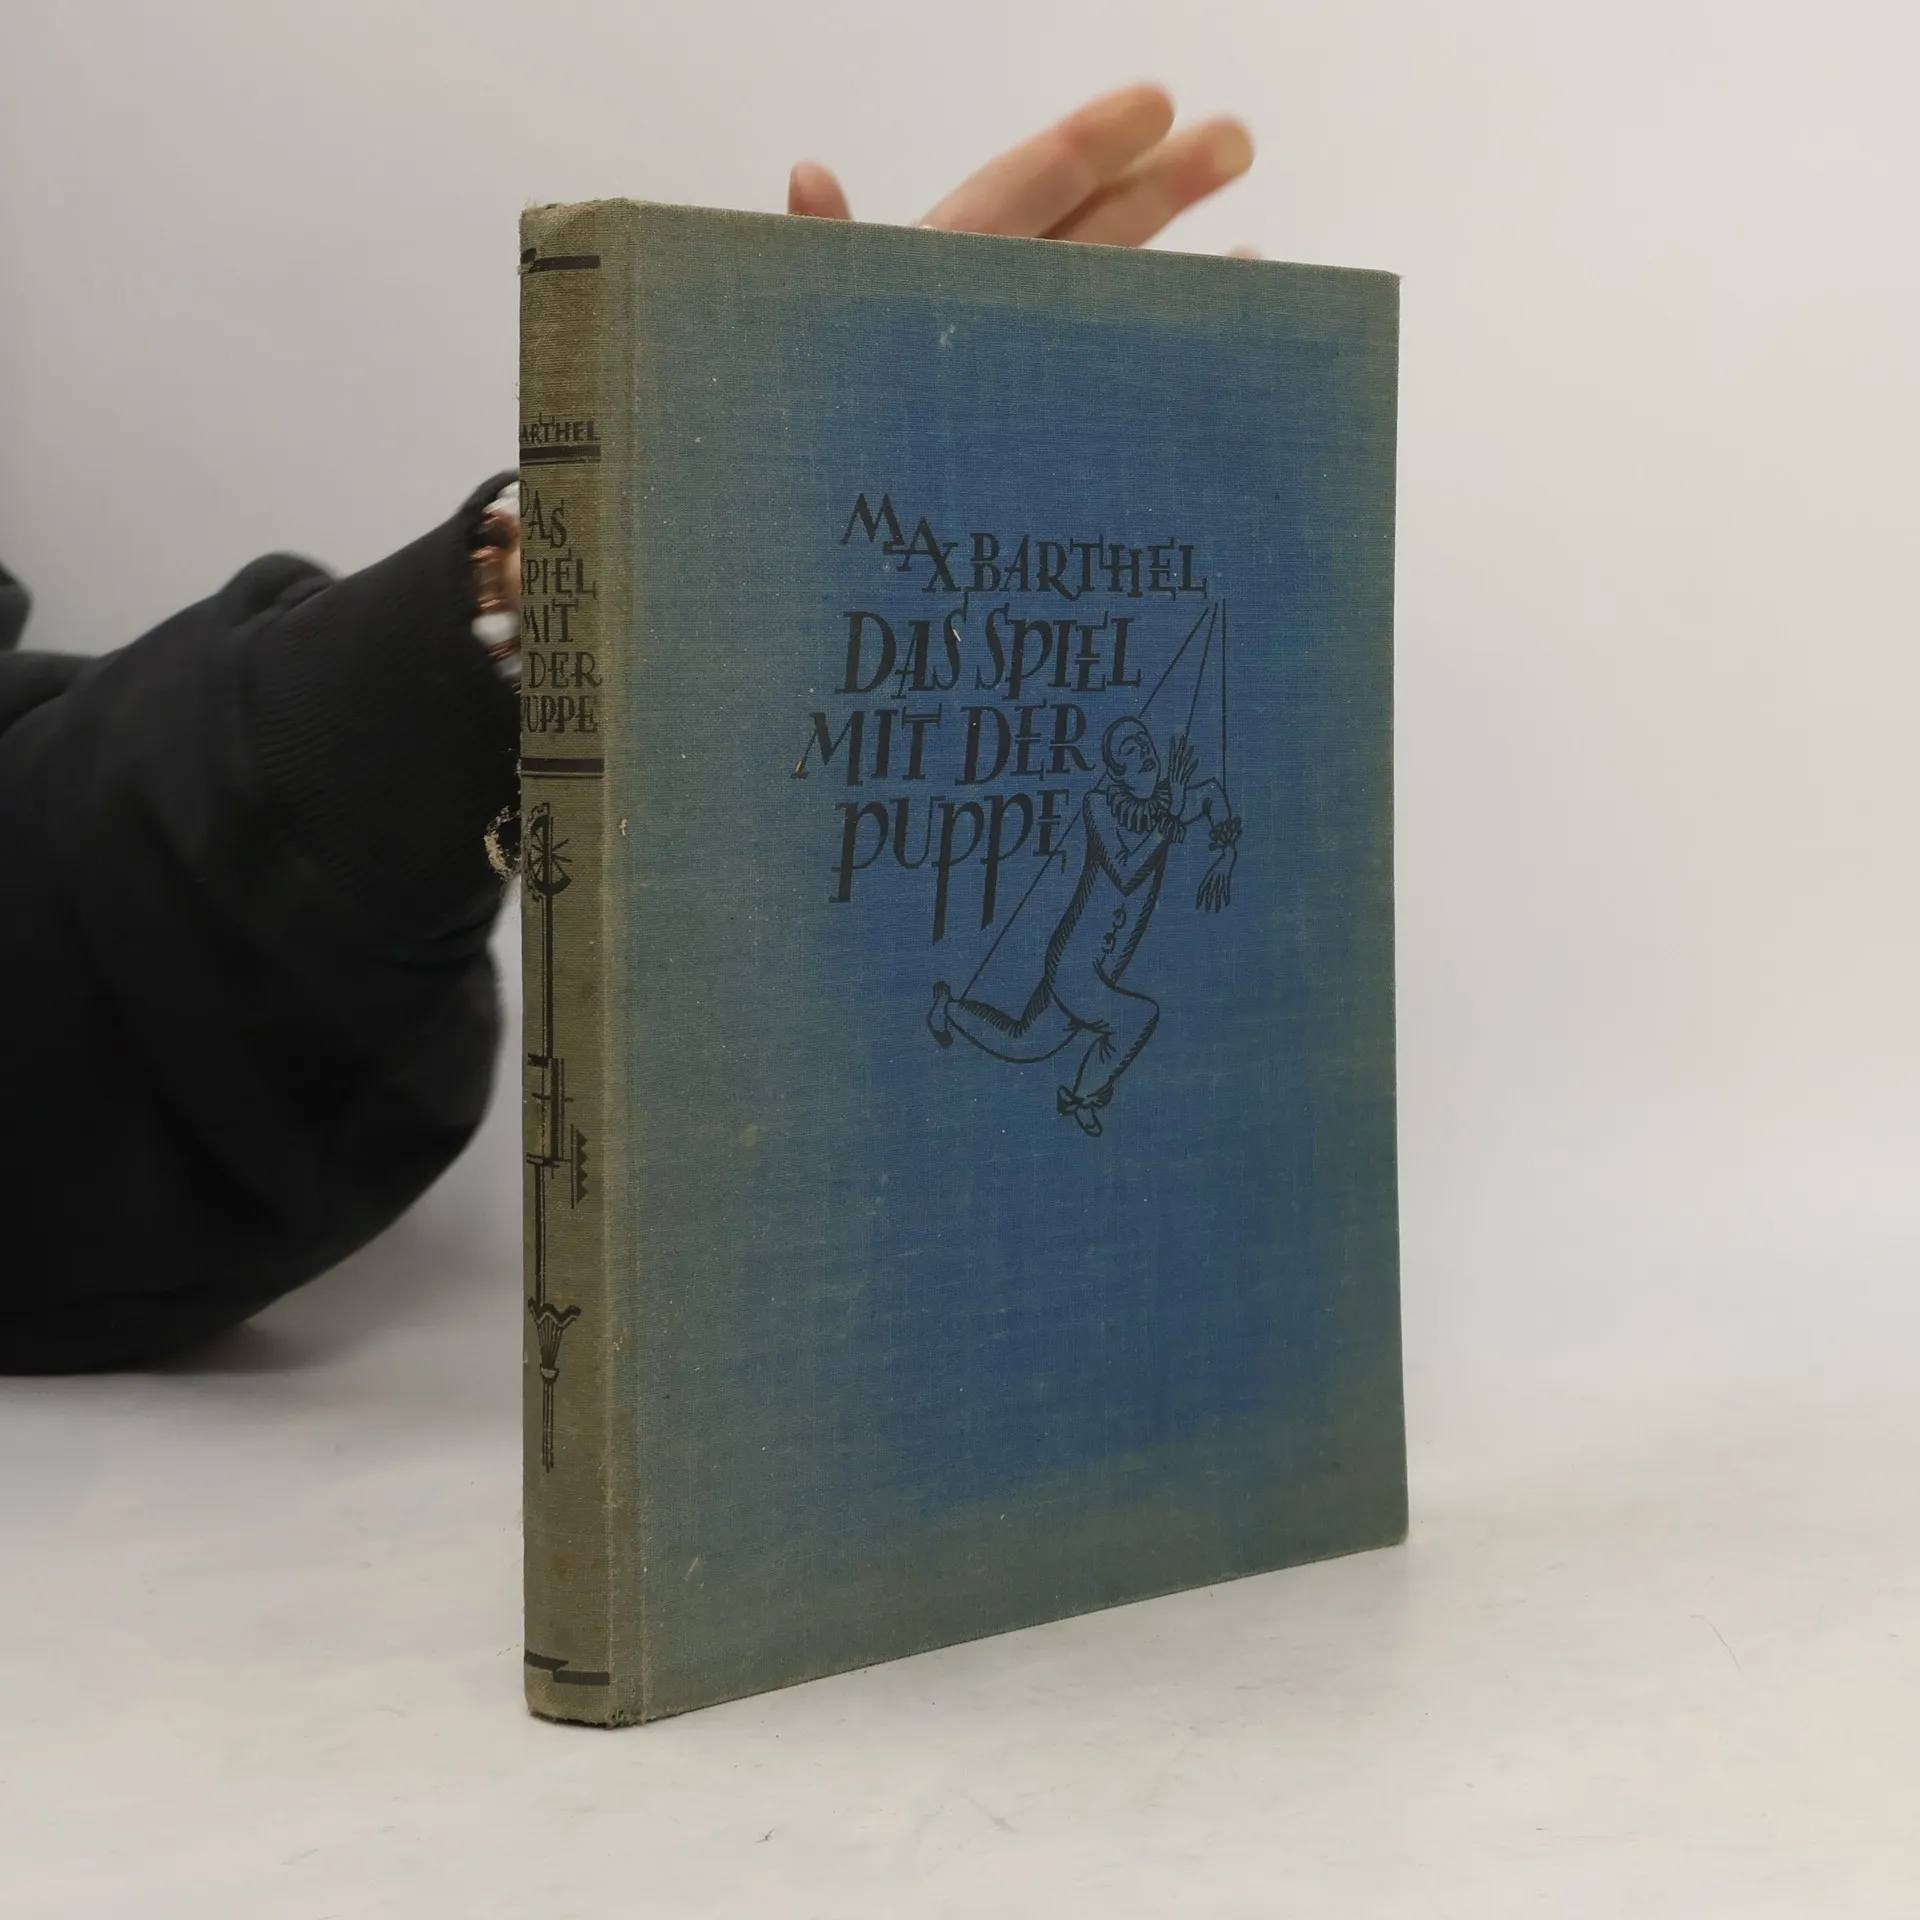 BARTHEL
DAS
SPIEL
MIT
DER
PUPPE
MAX BARTHEL
DAS SPIEL
MIT DER
PUPPE